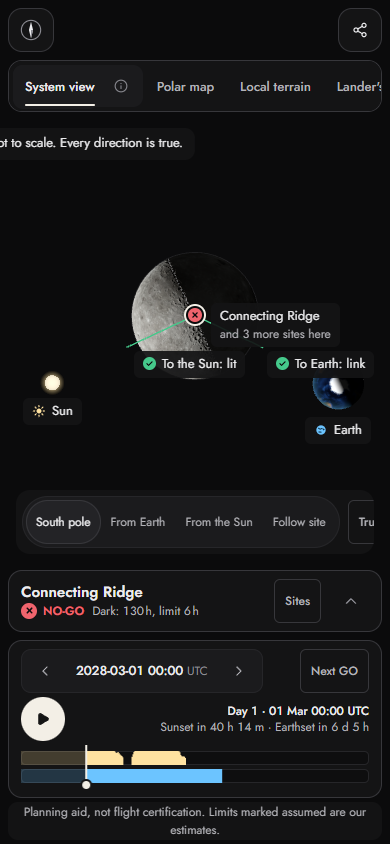 System view
Polar map
Local terrain
Lander's
ot to scale. Every direction is true.
Connecting Ridge
and 3 more sites here
To the Sun: lit
To Earth: link
Sun
Earth
South pole
From Earth
From the Sun
Follow site
Tru
Connecting Ridge
NO-GO Dark: 130 h, limit 6 h
Sites
2028-03-01 00:00 UTC
Next GO
Day 1 · 01 Mar 00:00 UTC
Sunset in 40 h 14 m · Earthset in 6 d 5 h
Planning aid, not flight certification. Limits marked assumed are our
estimates.